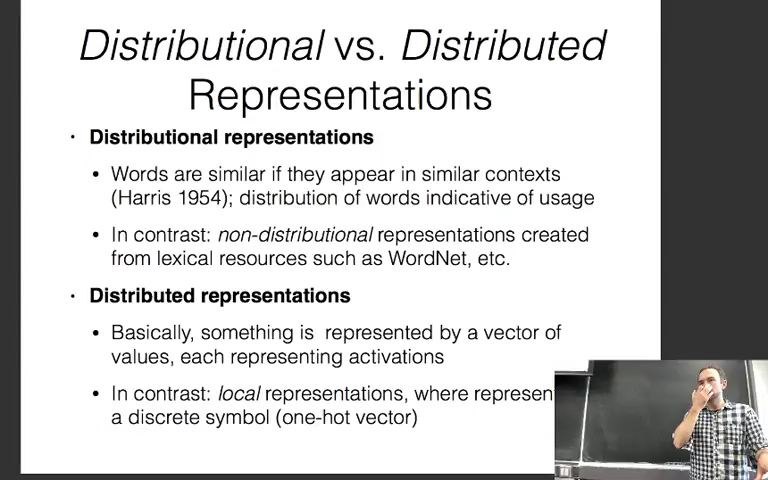 Distributional vs. Distributed
Representations
• Distributional representations
• Words are similar if they appear in similar contexts
(Harris 1954); distribution of words indicative of usage
• In contrast: non-distributional representations created
from lexical resources such as WordNet, etc.
• Distributed representations
• Basically, something is represented by a vector of
values, each representing activations
• In contrast: local representations, where represen
a discrete symbol (one-hot vector)